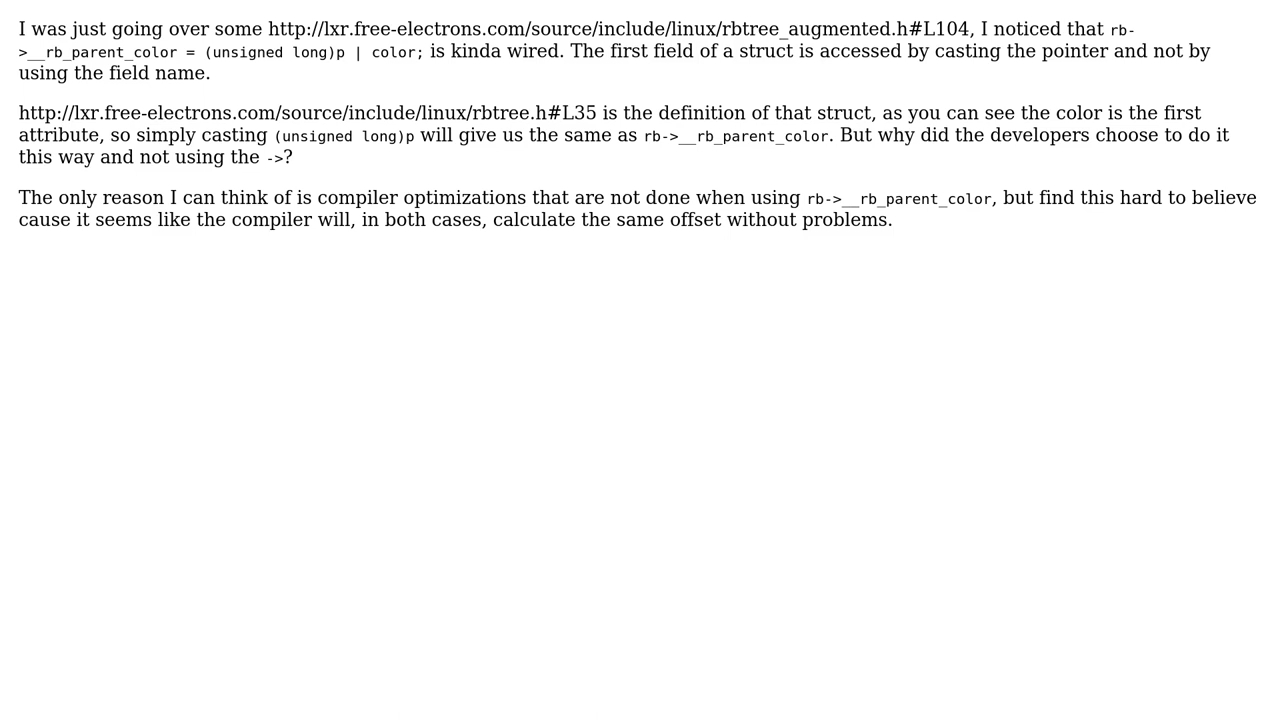 I was just going over some http://lxr.free-electrons.com/source/include/linux/rbtree_augmented.h#L104, I noticed that rb-
>__rb_parent_color = (unsigned long)p | color; is kinda wired. The first field of a struct is accessed by casting the pointer and not by
using the field name.
http://lxr.free-electrons.com/source/include/linux/rbtree.h#L35 is the definition of that struct, as you can see the color is the first
attribute, so simply casting (unsigned long)p will give us the same as rb->__rb_parent_color. But why did the developers choose to do it
this way and not using the ->?
The only reason I can think of is compiler optimizations that are not done when using rb->__rb_parent_color, but find this hard to believe
cause it seems like the compiler will, in both cases, calculate the same offset without problems.